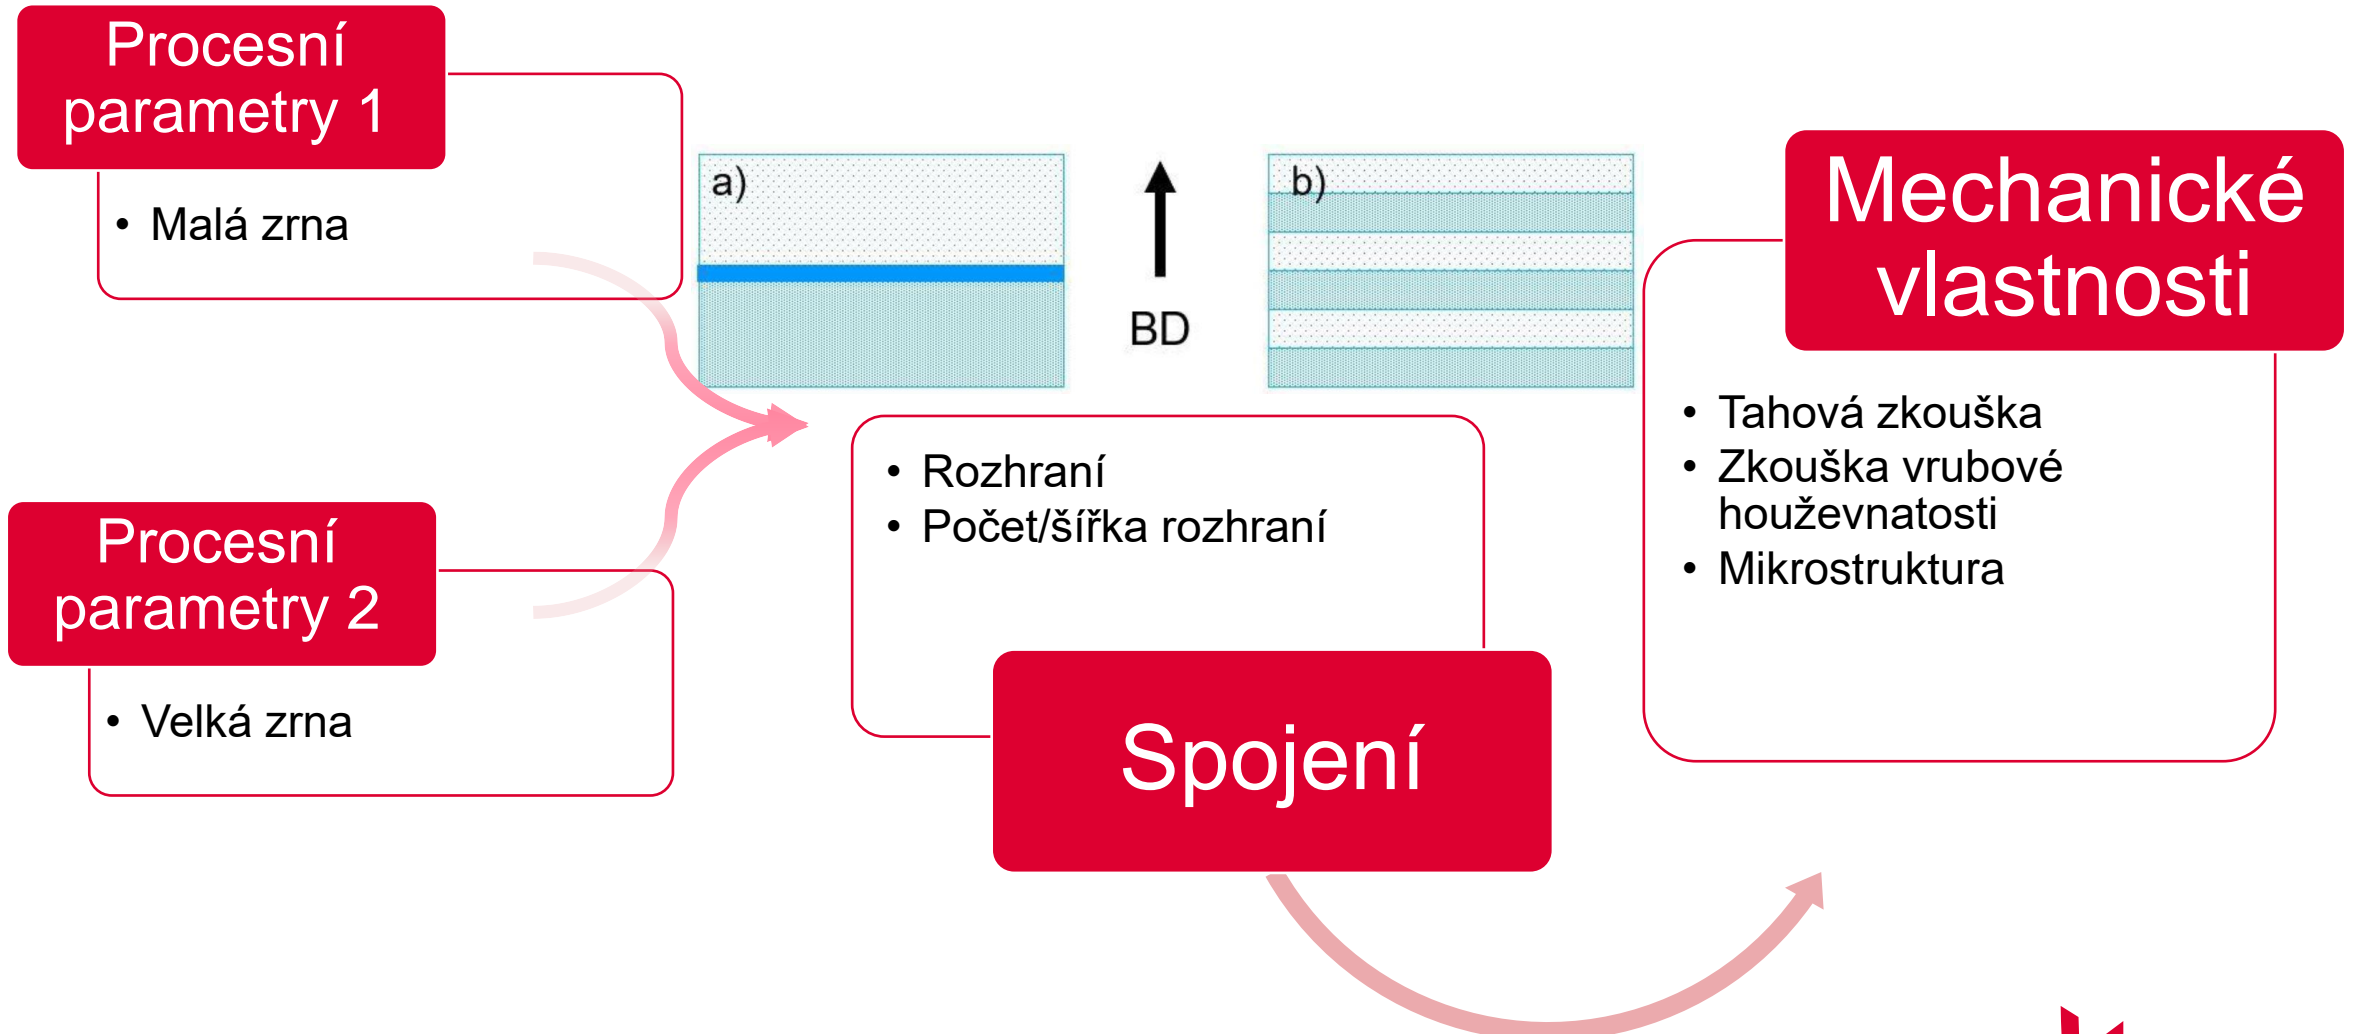 Procesní
parametry 1
• Malá zrna
Procesní
parametry 2
• Velká zrna
a)
BD
b)
• Rozhraní
• Počet/šířka rozhraní
Spojení
Mechanické
vlastnosti
• Tahová zkouška
• Zkouška vrubové
houževnatosti
• Mikrostruktura